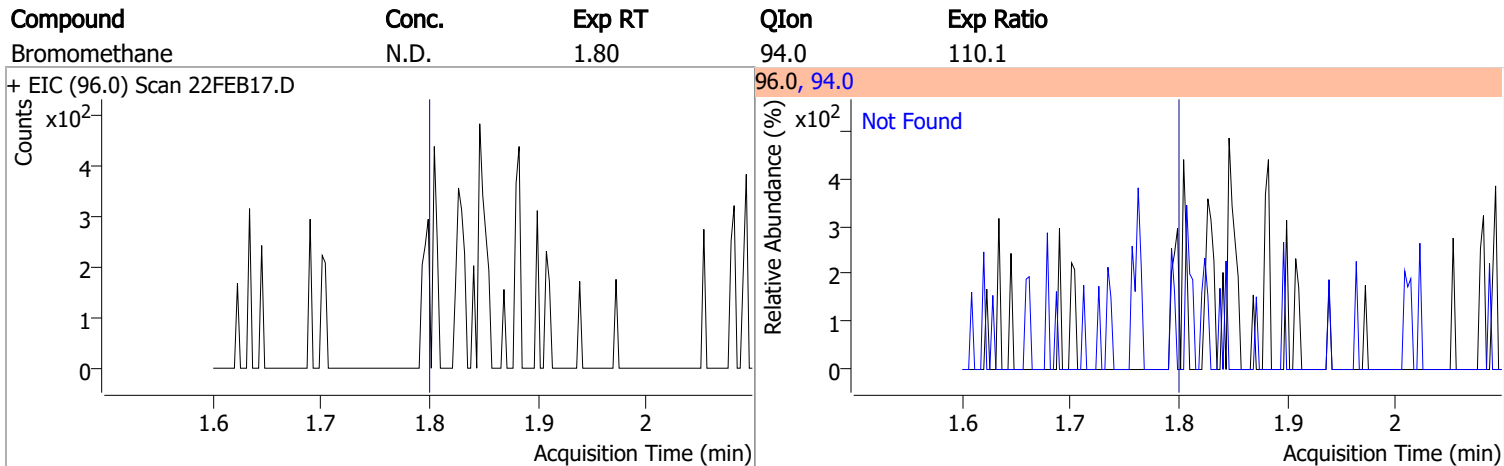 Compound Conc. Exp RT QIon Exp Ratio
Bromomethane N.D. 1.80 94.0 110.1
+ EIC (96.0) Scan 22FEB17.D
Counts
x10²
4
3
2
1
0
1.6 1.7 1.8 1.9 2
Acquisition Time (min)
96.0, 94.0
Relative Abundance (%)
x10²
Not Found
4
3
2
1
0
1.6 1.7 1.8 1.9 2
Acquisition Time (min)